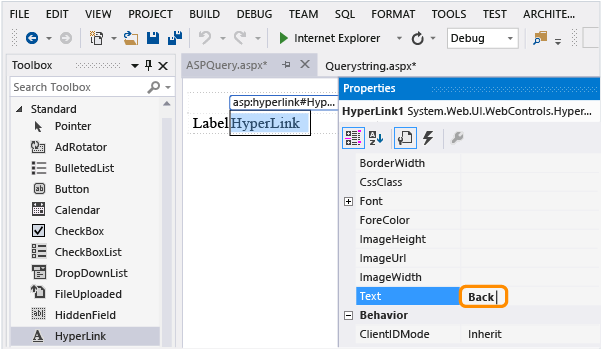 FILE EDIT VIEW PROJECT BUILD DEBUG TEAM SQL FORMAT TOOLS TEST ARCHITE...
Internet Explorer Debug
Toolbox
Search Toolbox
Standard
Pointer
AdRotator
BulletedList
Button
Calendar
CheckBox
CheckBoxList
DropDownList
FileUploaded
HiddenField
HyperLink
ASPQuery.aspx* Querystring.aspx*
asp:hyperlink#Hyp...
Label HyperLink
Properties
HyperLink1 System.Web.UI.WebControls.Hyper...
BorderWidth
CssClass
Font
ForeColor
ImageHeight
ImageUrl
ImageWidth
Text Back
Behavior
ClientIDMode Inherit